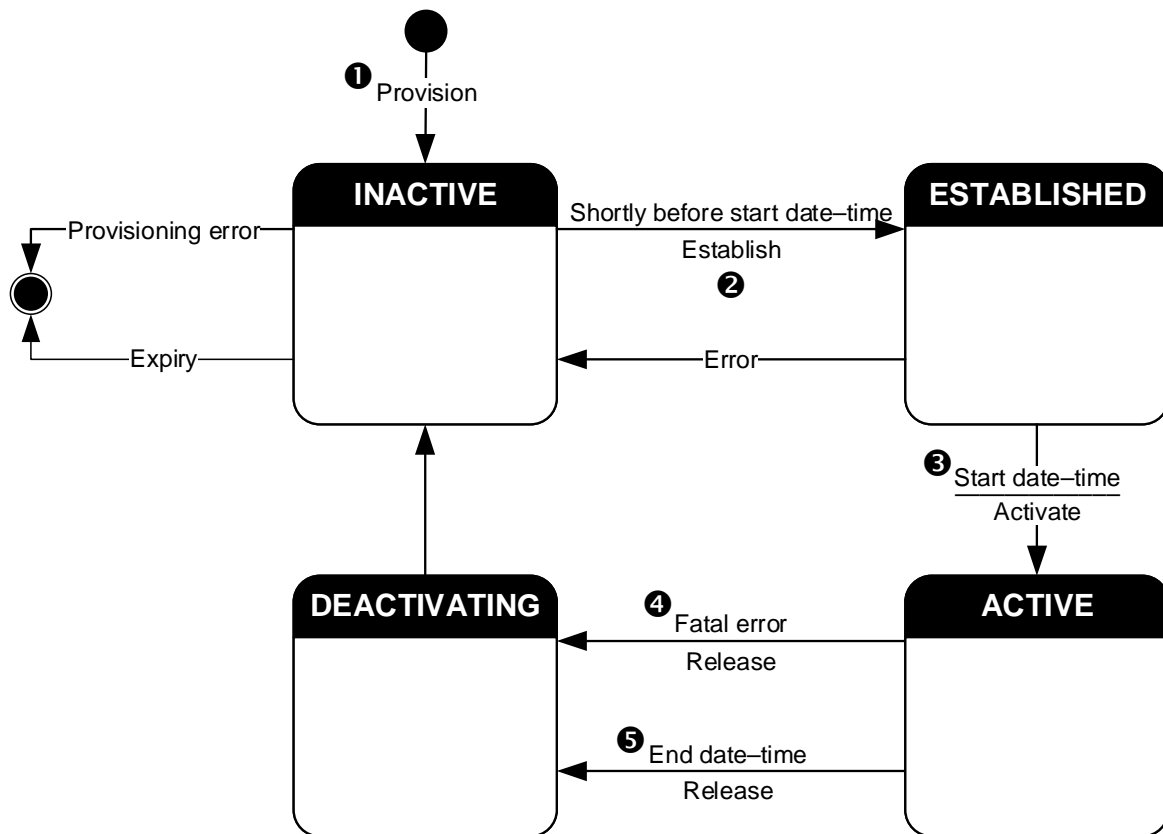 ❶
Provision
INACTIVE
ESTABLISHED
Provisioning error
Shortly before start date–time
Establish
❷
Expiry
Error
❸
Start date–time
Activate
DEACTIVATING
ACTIVE
❹
Fatal error
Release
❺
End date–time
Release